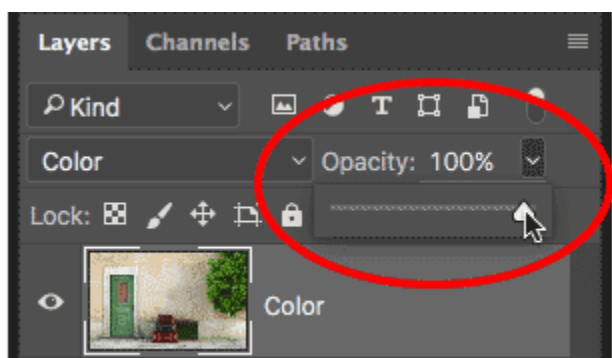 Layers Channels Paths
Kind T
Color Opacity: 100%
Lock:
Color